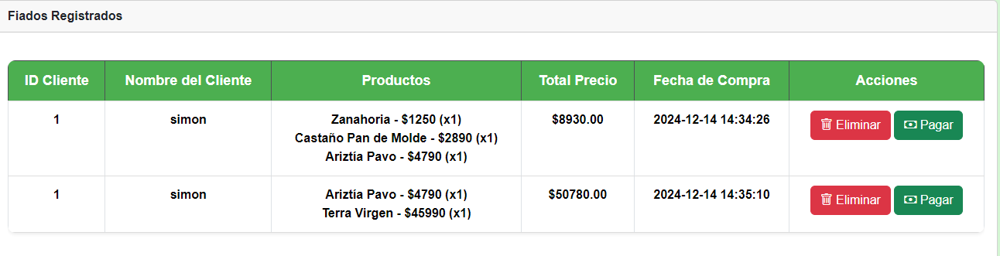 Fiados Registrados
ID Cliente Nombre del Cliente Productos Total Precio Fecha de Compra Acciones
1 simon Zanahoria - $1250 (x1) $8930.00 2024-12-14 14:34:26 Eliminar Pagar
Castaño Pan de Molde - $2890 (x1)
Ariztía Pavo - $4790 (x1)
1 simon Ariztía Pavo - $4790 (x1) $50780.00 2024-12-14 14:35:10 Eliminar Pagar
Terra Virgen - $45990 (x1)